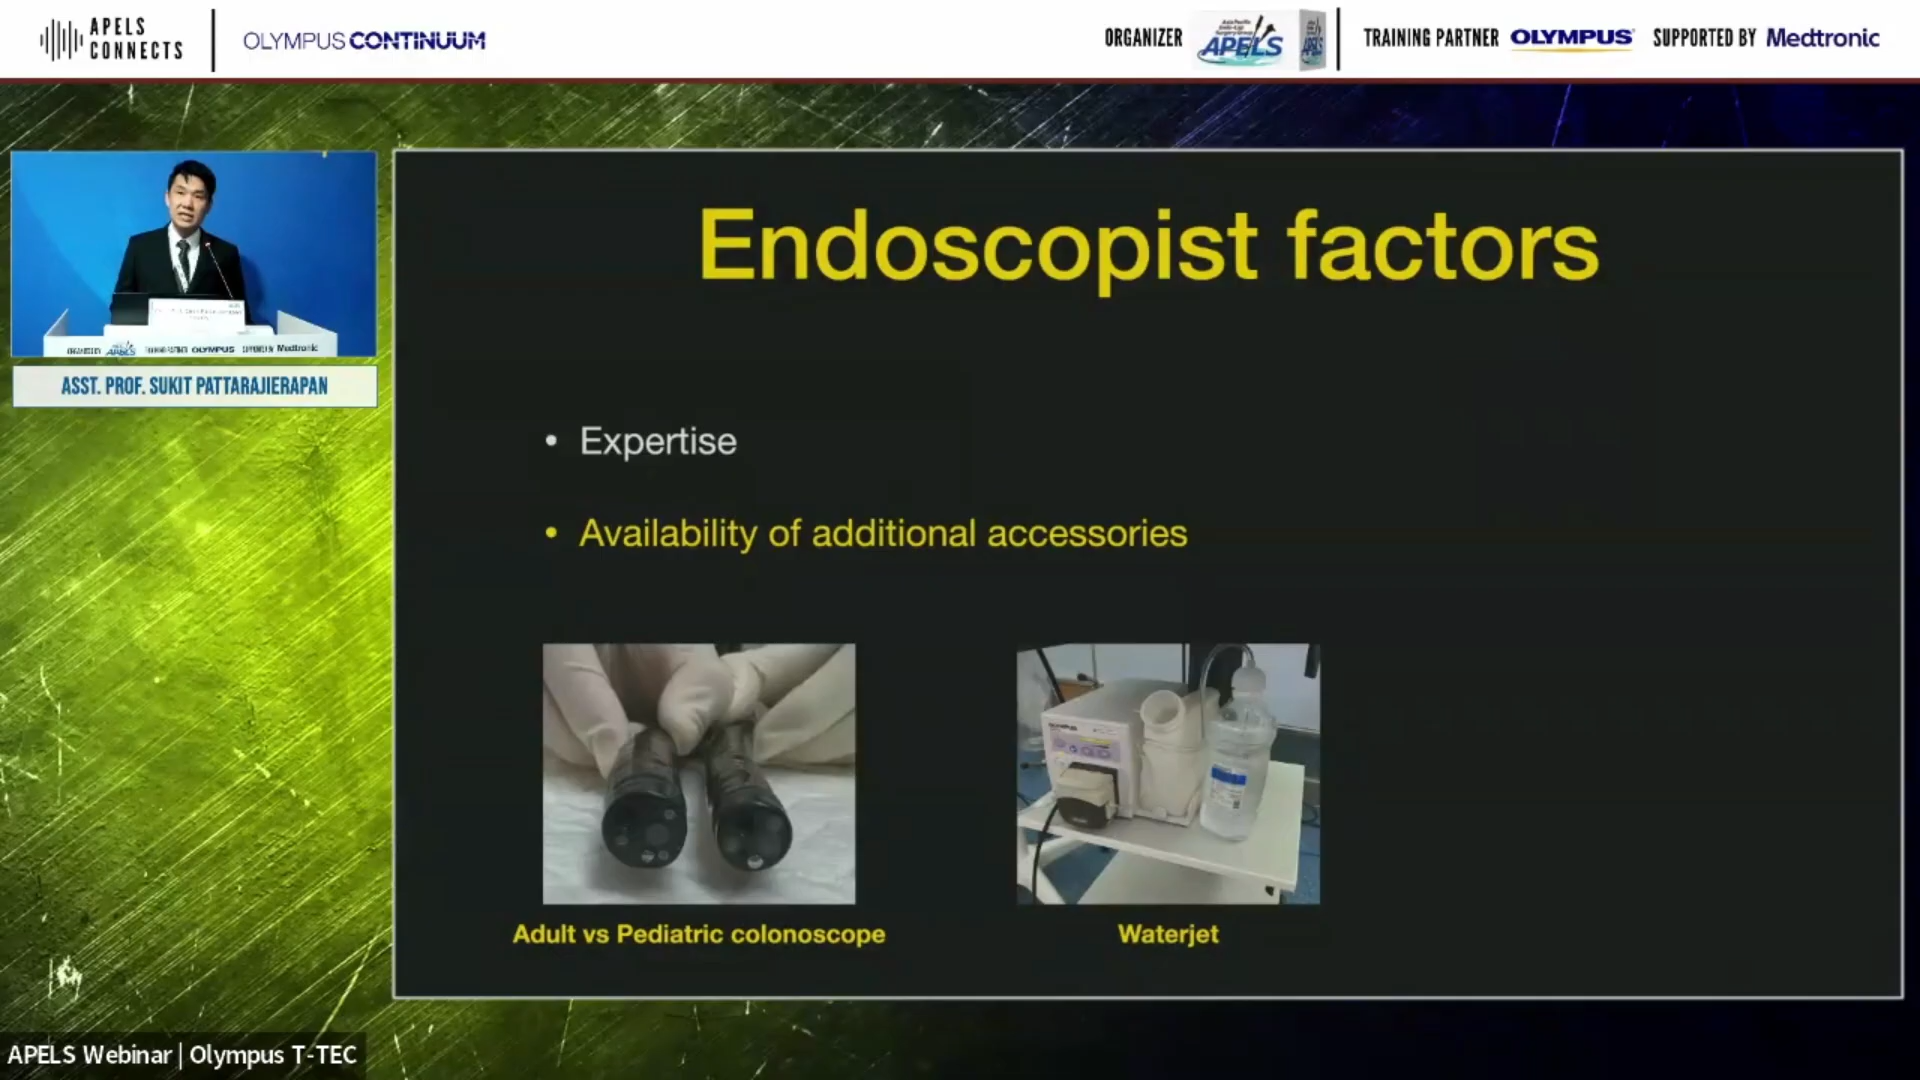 APELS
CONNECTS
OLYMPUS CONTINUUM
ORGANIZER
APELS
TRAINING PARTNER
OLYMPUS
SUPPORTED BY Medtronic
ASST. PROF. SUKIT PATTARAJIERAPAN
Endoscopist factors
• Expertise
• Availability of additional accessories
Adult vs Pediatric colonoscope
Waterjet
APELS Webinar | Olympus T-TEC